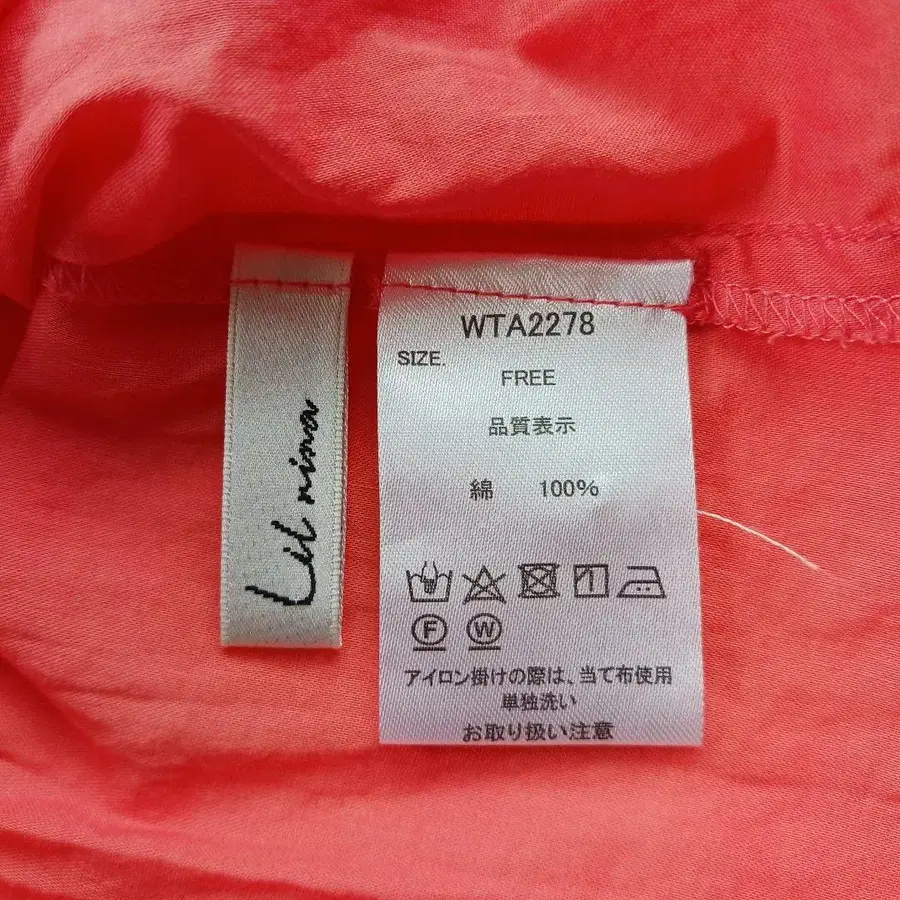 Lil nina
WTA2278
SIZE.
FREE
品質表示
綿 100%
F W
アイロン掛けの際は、当て布使用
単独洗い
お取り扱い注意